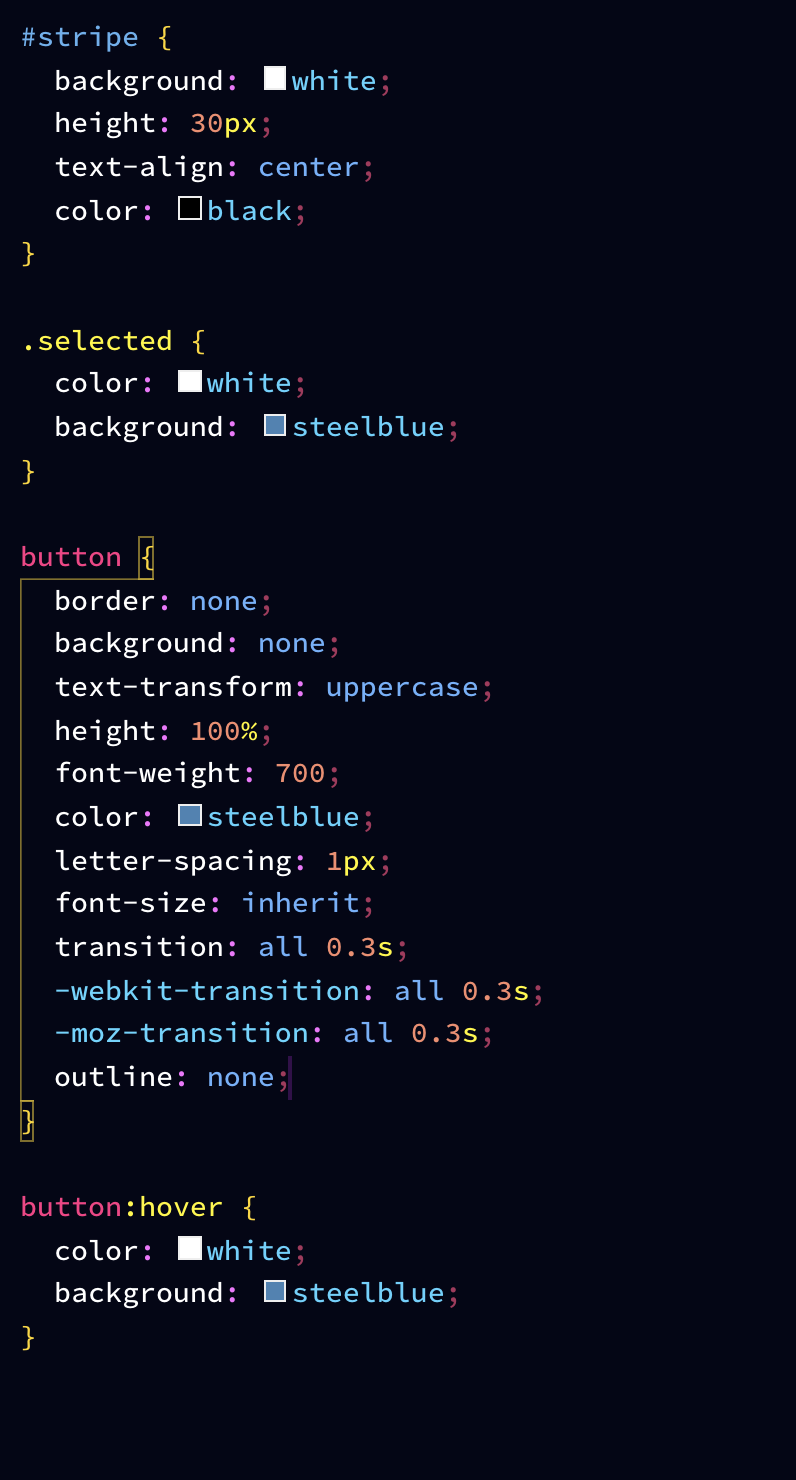 #stripe {
  background: white;
  height: 30px;
  text-align: center;
  color: black;
}

.selected {
  color: white;
  background: steelblue;
}

button {
  border: none;
  background: none;
  text-transform: uppercase;
  height: 100%;
  font-weight: 700;
  color: steelblue;
  letter-spacing: 1px;
  font-size: inherit;
  transition: all 0.3s;
  -webkit-transition: all 0.3s;
  -moz-transition: all 0.3s;
  outline: none;
}

button:hover {
  color: white;
  background: steelblue;
}